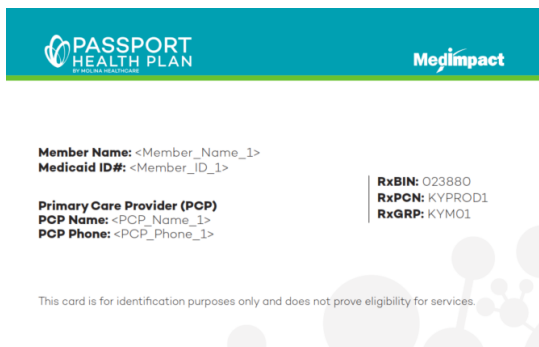 PASSPORT
HEALTH PLAN
BY MOLINA HEALTHCARE
Medimpact
Member Name: <Member_Name_1>
Medicaid ID#: <Member_ID_1>
Primary Care Provider (PCP)
PCP Name: <PCP_Name_1>
PCP Phone: <PCP_Phone_1>
RxBIN: 023880
RxPCN: KYPROD1
RxGRP: KYM01
This card is for identification purposes only and does not prove eligibility for services.